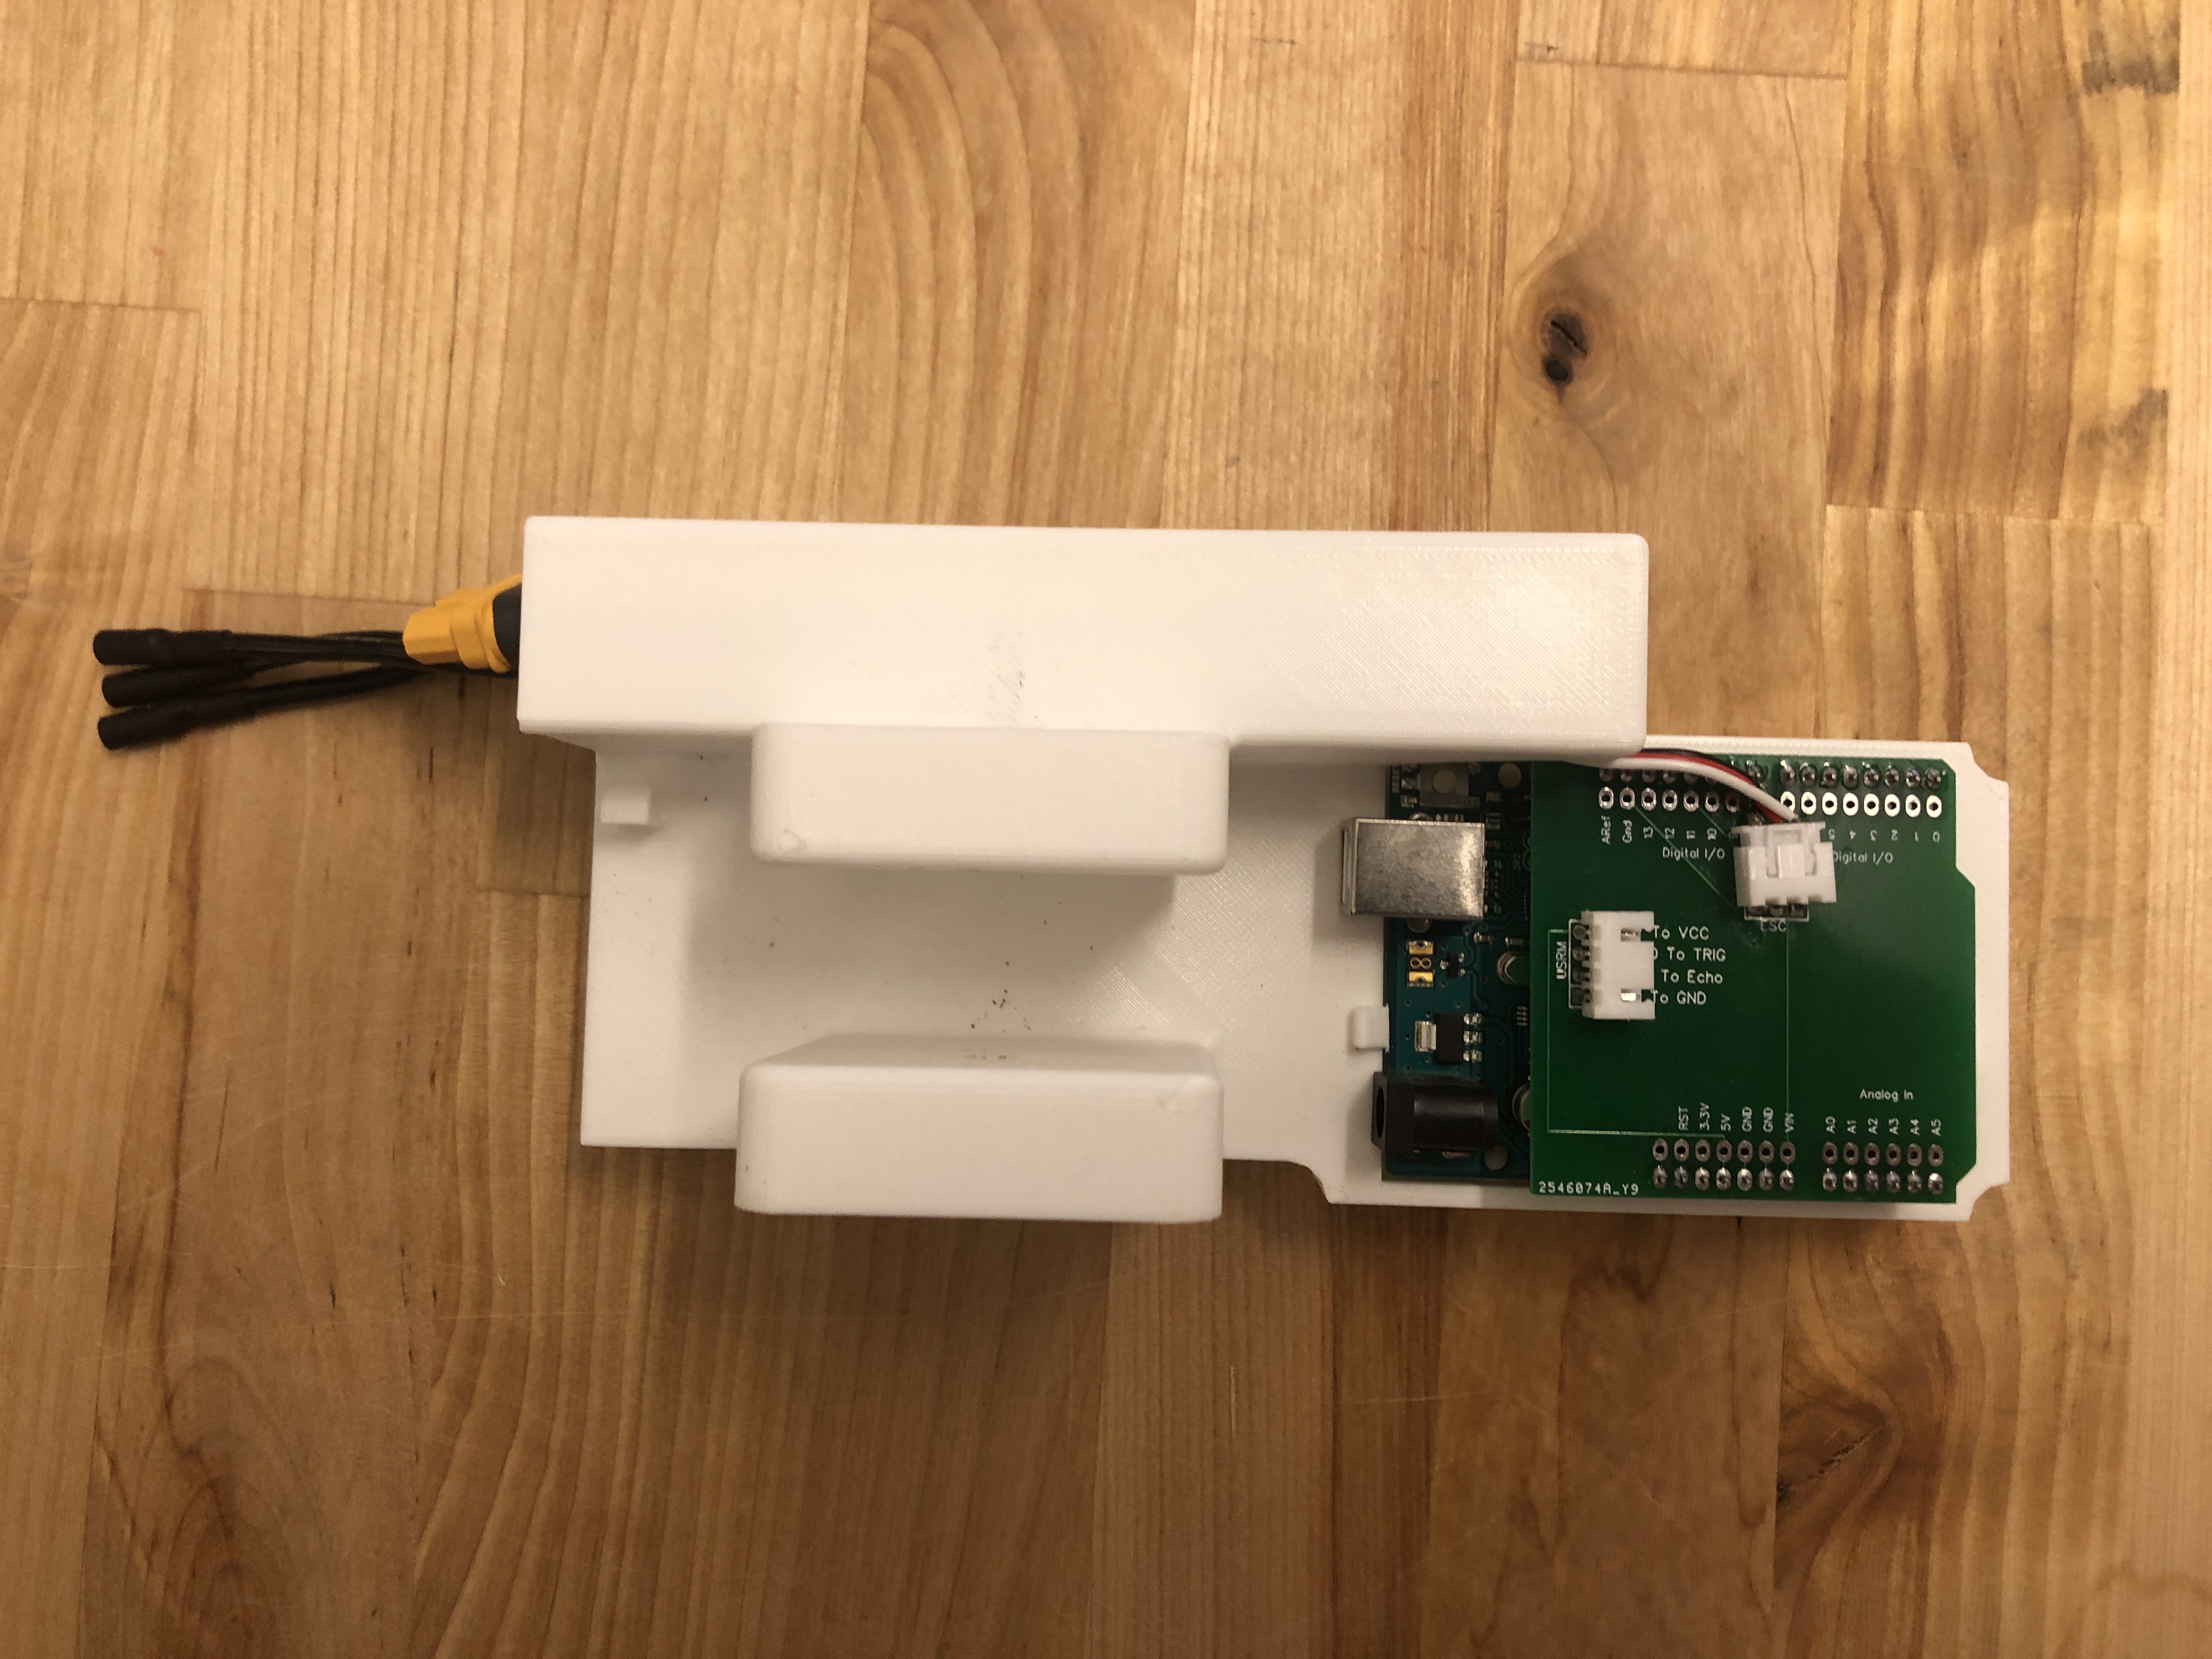 ARef
Gnd
13
12
11
10
5
4
3
2
1
0
Digital I/O
Digital I/O
ESC
USRM
To VCC
To TRIG
To Echo
To GND
Analog In
RST
3.3V
5V
GND
GND
VIN
A0
A1
A2
A3
A4
A5
2546074A_Y9